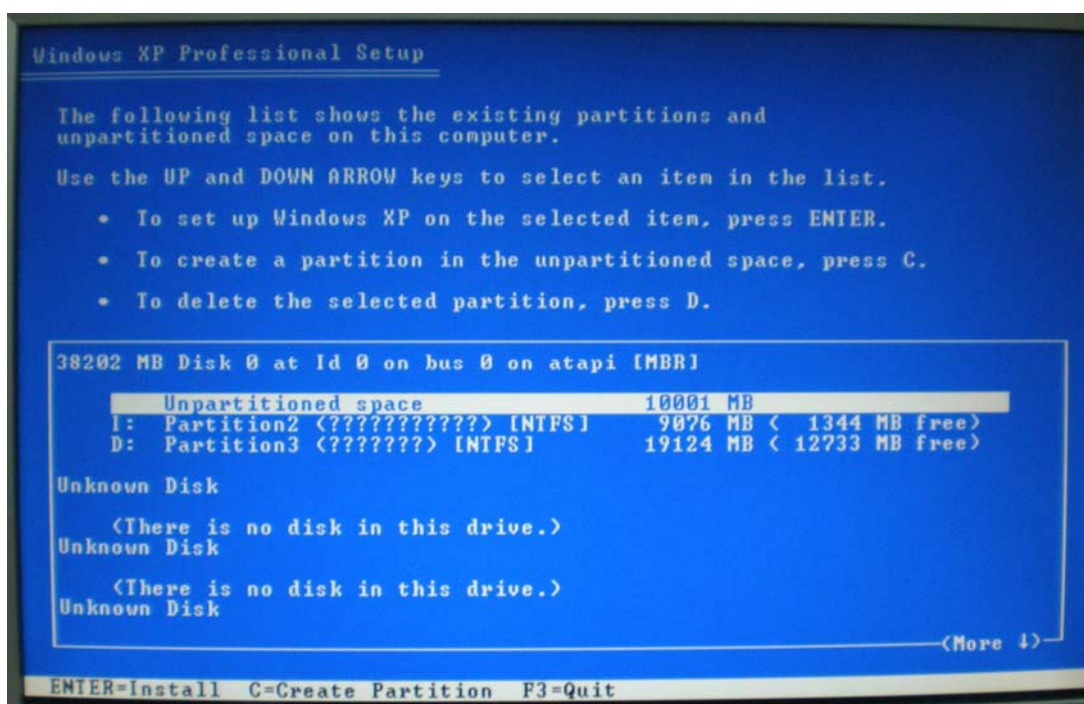 Windows XP Professional Setup
The following list shows the existing partitions and
unpartitioned space on this computer.
Use the UP and DOWN ARROW keys to select an item in the list.
• To set up Windows XP on the selected item, press ENTER.
• To create a partition in the unpartitioned space, press C.
• To delete the selected partition, press D.
38202 MB Disk 0 at Id 0 on bus 0 on atapi [MBR]
Unpartitioned space 10001 MB
I: Partition2 (???????????) [NTFS] 9076 MB ( 1344 MB free)
D: Partition3 (???????) [NTFS] 19124 MB ( 12733 MB free)
Unknown Disk
(There is no disk in this drive.)
Unknown Disk
(There is no disk in this drive.)
Unknown Disk
(More ↓)
ENTER=Install C=Create Partition F3=Quit